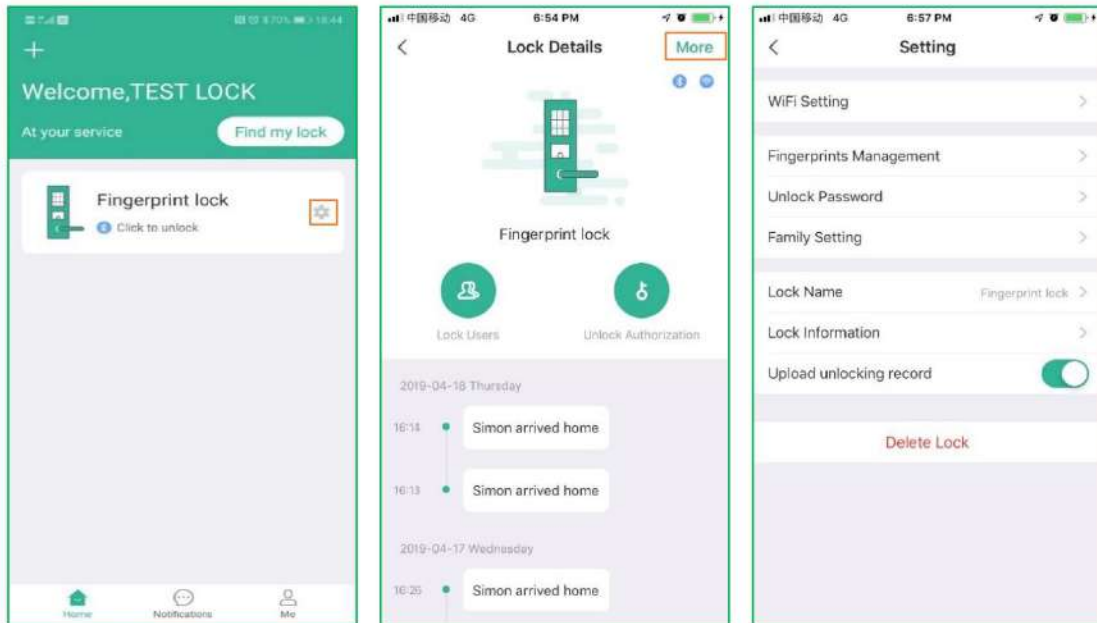 18:44
Welcome,TEST LOCK
At your service
Find my lock
Fingerprint lock
Click to unlock
Home
Notifications
Me
中国移动 4G
6:54 PM
Lock Details
More
Fingerprint lock
Lock Users
Unlock Authorization
2019-04-18 Thursday
16:14
Simon arrived home
16:13
Simon arrived home
2019-04-17 Wednesday
16:26
Simon arrived home
中国移动 4G
6:57 PM
Setting
WiFi Setting
Fingerprints Management
Unlock Password
Family Setting
Lock Name
Fingerprint lock
Lock Information
Upload unlocking record
Delete Lock